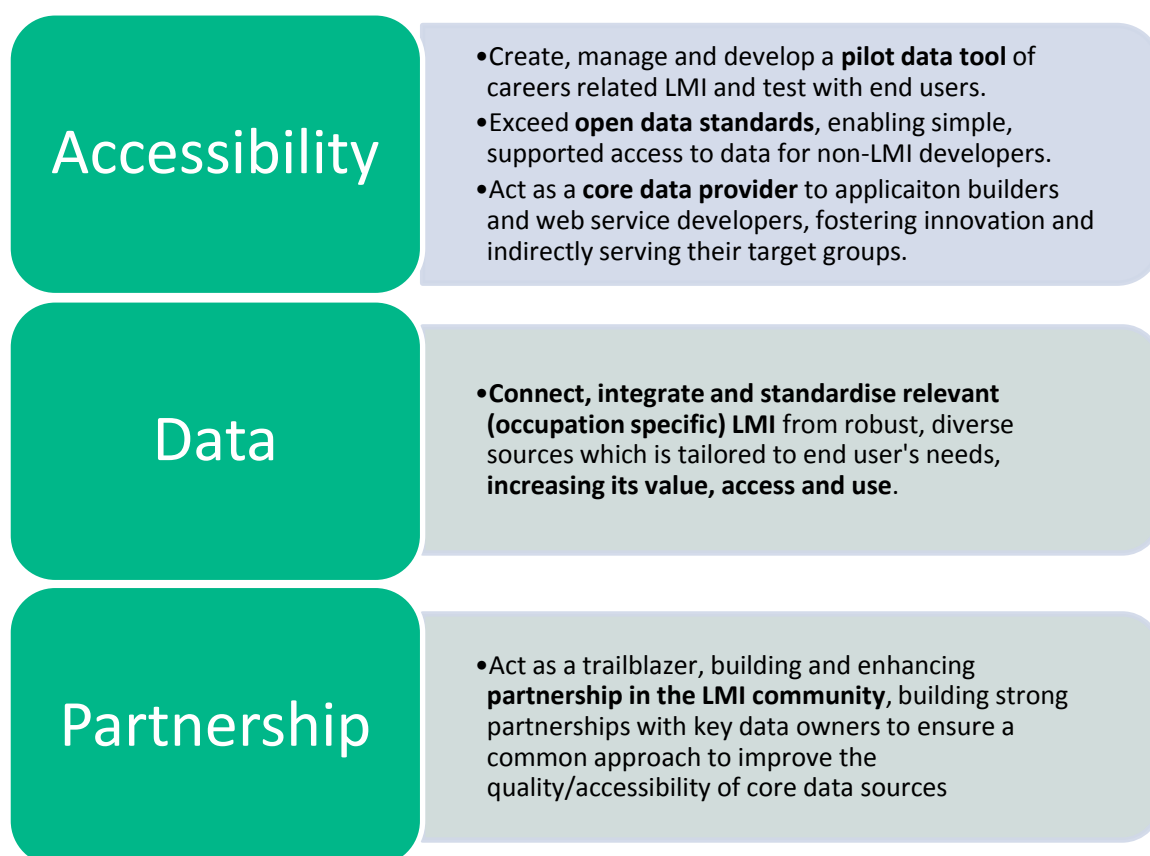 Accessibility
•Create, manage and develop a pilot data tool of
careers related LMI and test with end users.
•Exceed open data standards, enabling simple,
supported access to data for non-LMI developers.
•Act as a core data provider to applicaiton builders
and web service developers, fostering innovation and
indirectly serving their target groups.
Data
•Connect, integrate and standardise relevant
(occupation specific) LMI from robust, diverse
sources which is tailored to end user's needs,
increasing its value, access and use.
Partnership
•Act as a trailblazer, building and enhancing
partnership in the LMI community, building strong
partnerships with key data owners to ensure a
common approach to improve the
quality/accessibility of core data sources